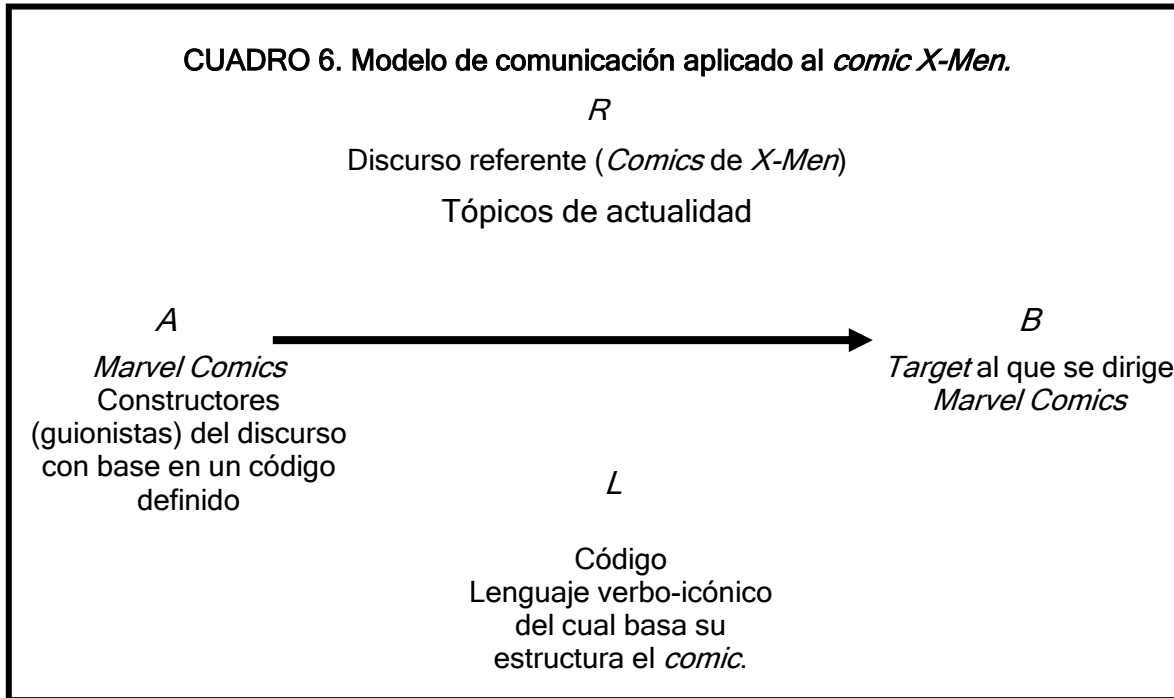 CUADRO 6. Modelo de comunicación aplicado al comic X-Men.
R
Discurso referente (Comics de X-Men)
Tópicos de actualidad
A
Marvel Comics
Constructores
(guionistas) del discurso
con base en un código
definido
B
Target al que se dirige
Marvel Comics
L
Código
Lenguaje verbo-icónico
del cual basa su
estructura el comic.